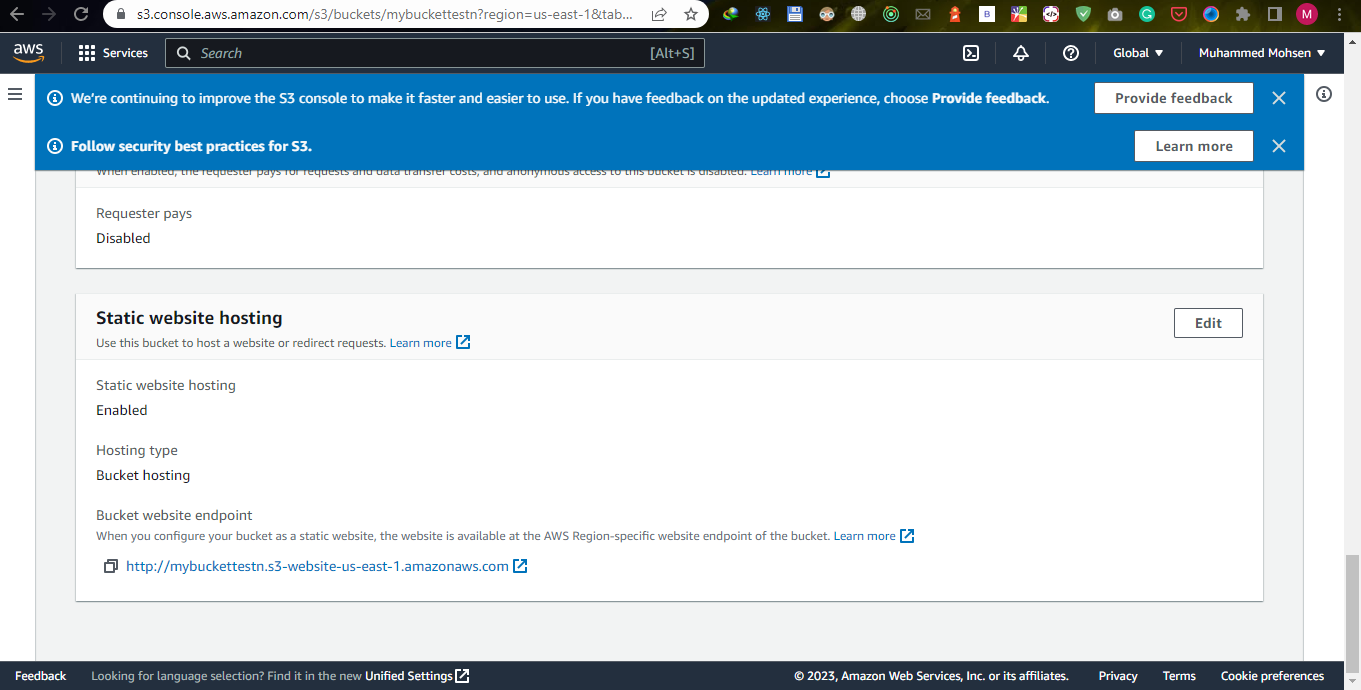 s3.console.aws.amazon.com/s3/buckets/mybuckettestn?region=us-east-1&tab...
B
G
M
aws
Services
Search
[Alt+S]
Global
Muhammed Mohsen
We're continuing to improve the S3 console to make it faster and easier to use. If you have feedback on the updated experience, choose Provide feedback.
Provide feedback
Follow security best practices for S3.
Learn more
When enabled, the requester pays for requests and data transfer costs, and anonymous access to this bucket is disabled. Learn more
Requester pays
Disabled
Static website hosting
Edit
Use this bucket to host a website or redirect requests. Learn more
Static website hosting
Enabled
Hosting type
Bucket hosting
Bucket website endpoint
When you configure your bucket as a static website, the website is available at the AWS Region-specific website endpoint of the bucket. Learn more
http://mybuckettestn.s3-website-us-east-1.amazonaws.com
Feedback
Looking for language selection? Find it in the new Unified Settings
© 2023, Amazon Web Services, Inc. or its affiliates.
Privacy
Terms
Cookie preferences